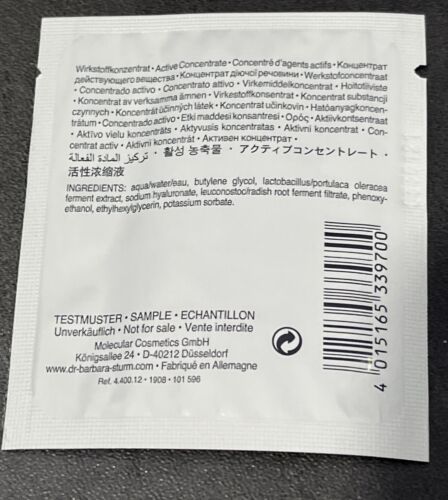 Wirkstoffkonzentrat • Active Concentrate • Concentré d'agents actifs • Концентрат
действующего вещества • Концентрат діючої речовини • Werkstofconcentraat
• Concentrado activo • Concentrato attivo • Virkemiddelkoncentrat • Hoitotiiviste
• Koncentrat av verksamma ämnen • Virkestoffkonsentrat • Koncentrat substancji
czynnych • Koncentrát účinných látek • Koncentrat učinkovin • Hatóanyagkoncen-
trátum • Concentrado activo • Etki maddesi konsantresi • Ορός • Aktiivkontsentraat
• Aktīvo vielu koncentrāts • Aktyvusis koncentratas • Aktivni koncentrat • Con-
centrat activ • Aktivní koncentrát • Активен концентрат •
تركيز المادة الفعالة • 활성 농축물 • アクティブコンセントレート •
活性浓缩液
INGREDIENTS: aqua/water/eau, butylene glycol, lactobacillus/portulaca oleracea
ferment extract, sodium hyaluronate, leuconostoc/radish root ferment filtrate, phenoxy-
ethanol, ethylhexylglycerin, potassium sorbate.
TESTMUSTER • SAMPLE • ECHANTILLON
Unverkäuflich • Not for sale • Vente interdite
Molecular Cosmetics GmbH
Königsallee 24 • D-40212 Düsseldorf
www.dr-barbara-sturm.com • Fabriqué en Allemagne
Ref. 4.400.12 • 1908 • 101 596
4 015165 339700